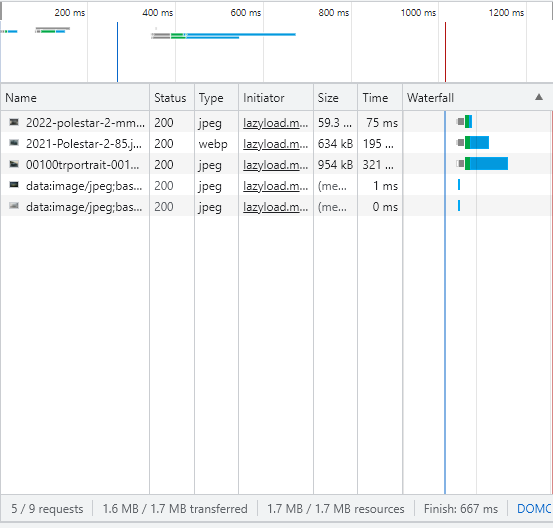 200 ms 400 ms 600 ms 800 ms 1000 ms 1200 ms
Name Status Type Initiator Size Time Waterfall
2022-polestar-2-mm... 200 jpeg lazyload.m... 59.3 ... 75 ms
2021-Polestar-2-85.j... 200 webp lazyload.m... 634 kB 195 ...
00100trportrait-001... 200 jpeg lazyload.m... 954 kB 321 ...
data:image/jpeg;bas... 200 jpeg lazyload.m... (me... 1 ms
data:image/jpeg;bas... 200 jpeg lazyload.m... (me... 0 ms
5 / 9 requests 1.6 MB / 1.7 MB transferred 1.7 MB / 1.7 MB resources Finish: 667 ms DOMC